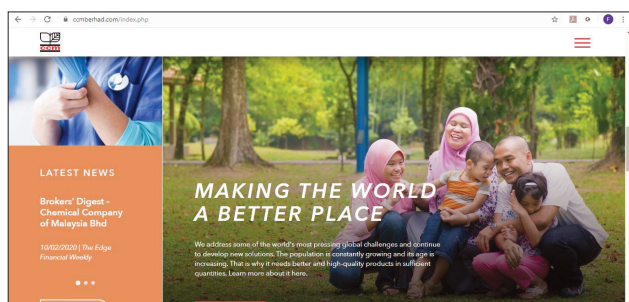 ccmberhad.com/index.php
F
ccm
LATEST NEWS
Brokers' Digest -
Chemical Company
of Malaysia Bhd
10/02/2020 | The Edge
Financial Weekly
MAKING THE WORLD
A BETTER PLACE
We address some of the world's most pressing global challenges and continue
to develop new solutions. The population is constantly growing and its age is
increasing. That is why it needs better and high-quality products in sufficient
quantities. Learn more about it here.